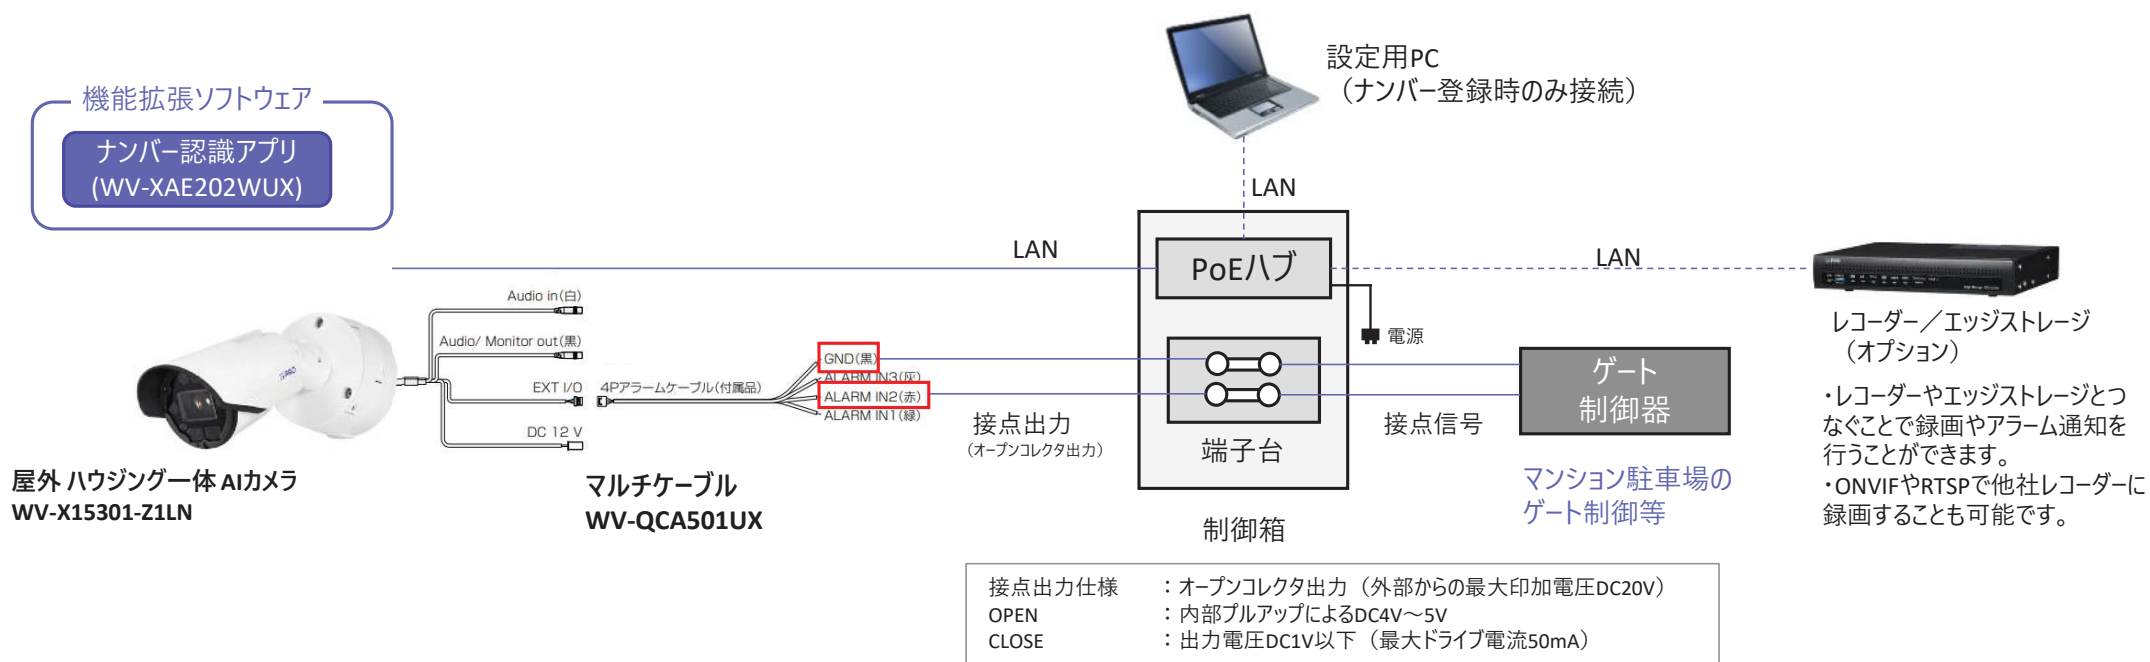 設定用PC
（ナンバー登録時のみ接続）
機能拡張ソフトウェア
ナンバー認識アプリ
(WV-XAE202WUX)
LAN
LAN
LAN
PoEハブ
電源
Audio in(白)
Audio/ Monitor out(黒)
EXT I/O
DC 12 V
4Pアラームケーブル(付属品)
GND(黒)
ALARM IN3(灰)
ALARM IN2(赤)
ALARM IN1(緑)
接点出力
(オープンコレクタ出力)
端子台
接点信号
ゲート
制御器
マンション駐車場の
ゲート制御等
制御箱
i-PRO
屋外 ハウジング一体 AIカメラ
WV-X15301-Z1LN
マルチケーブル
WV-QCA501UX
レコーダー／エッジストレージ
（オプション）
・レコーダーやエッジストレージとつ
なぐことで録画やアラーム通知を
行うことができます。
・ONVIFやRTSPで他社レコーダーに
録画することも可能です。
接点出力仕様 ：オープンコレクタ出力（外部からの最大印加電圧DC20V）
OPEN ：内部プルアップによるDC4V～5V
CLOSE ：出力電圧DC1V以下（最大ドライブ電流50mA）